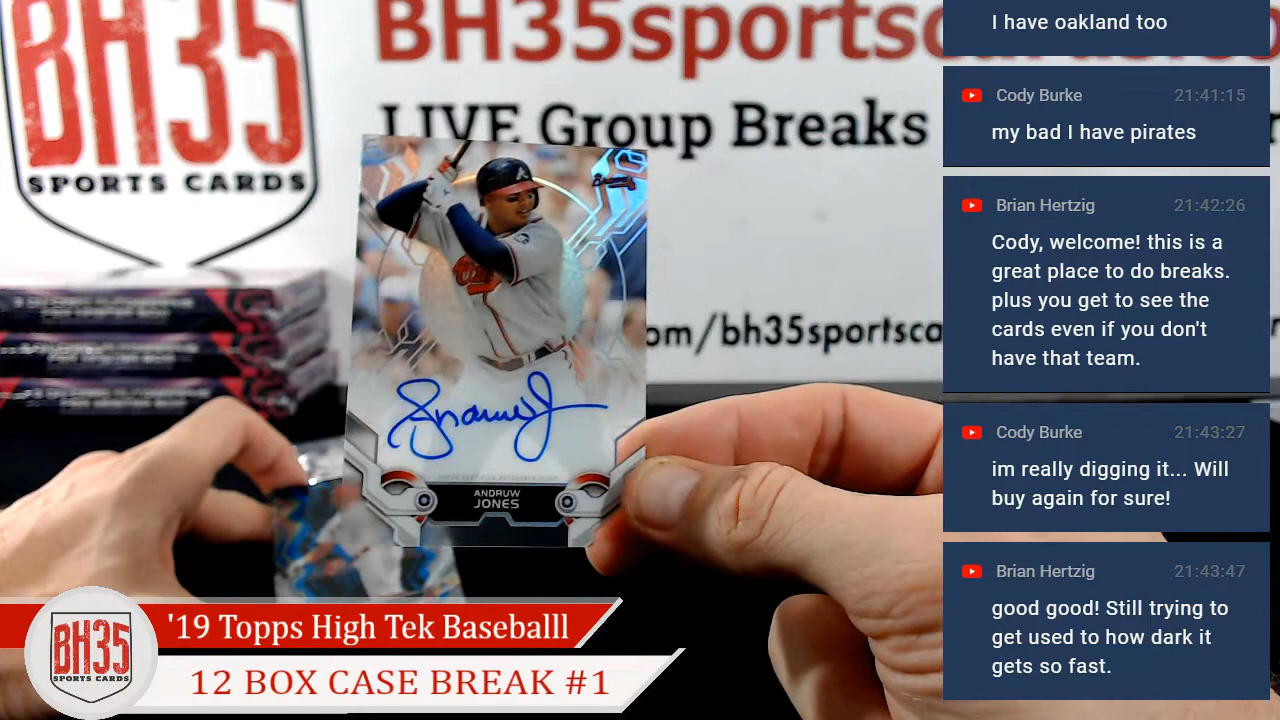 BH35
SPORTS CARDS
BH35sportsc
LIVE Group Breaks
om/bh35sportsca
A
ANDRUW
JONES
BH35
SPORTS CARDS
'19 Topps High Tek Baseballl
12 BOX CASE BREAK #1
I have oakland too
Cody Burke 21:41:15
my bad I have pirates
Brian Hertzig 21:42:26
Cody, welcome! this is a
great place to do breaks.
plus you get to see the
cards even if you don't
have that team.
Cody Burke 21:43:27
im really digging it... Will
buy again for sure!
Brian Hertzig 21:43:47
good good! Still trying to
get used to how dark it
gets so fast.